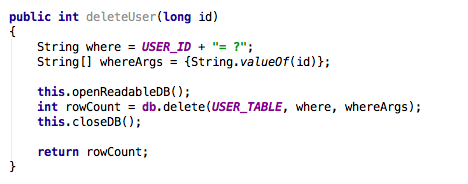 public int deleteUser(long id)
{
    String where = USER_ID + "= ?";
    String[] whereArgs = {String.valueOf(id)};

    this.openReadableDB();
    int rowCount = db.delete(USER_TABLE, where, whereArgs);
    this.closeDB();

    return rowCount;
}